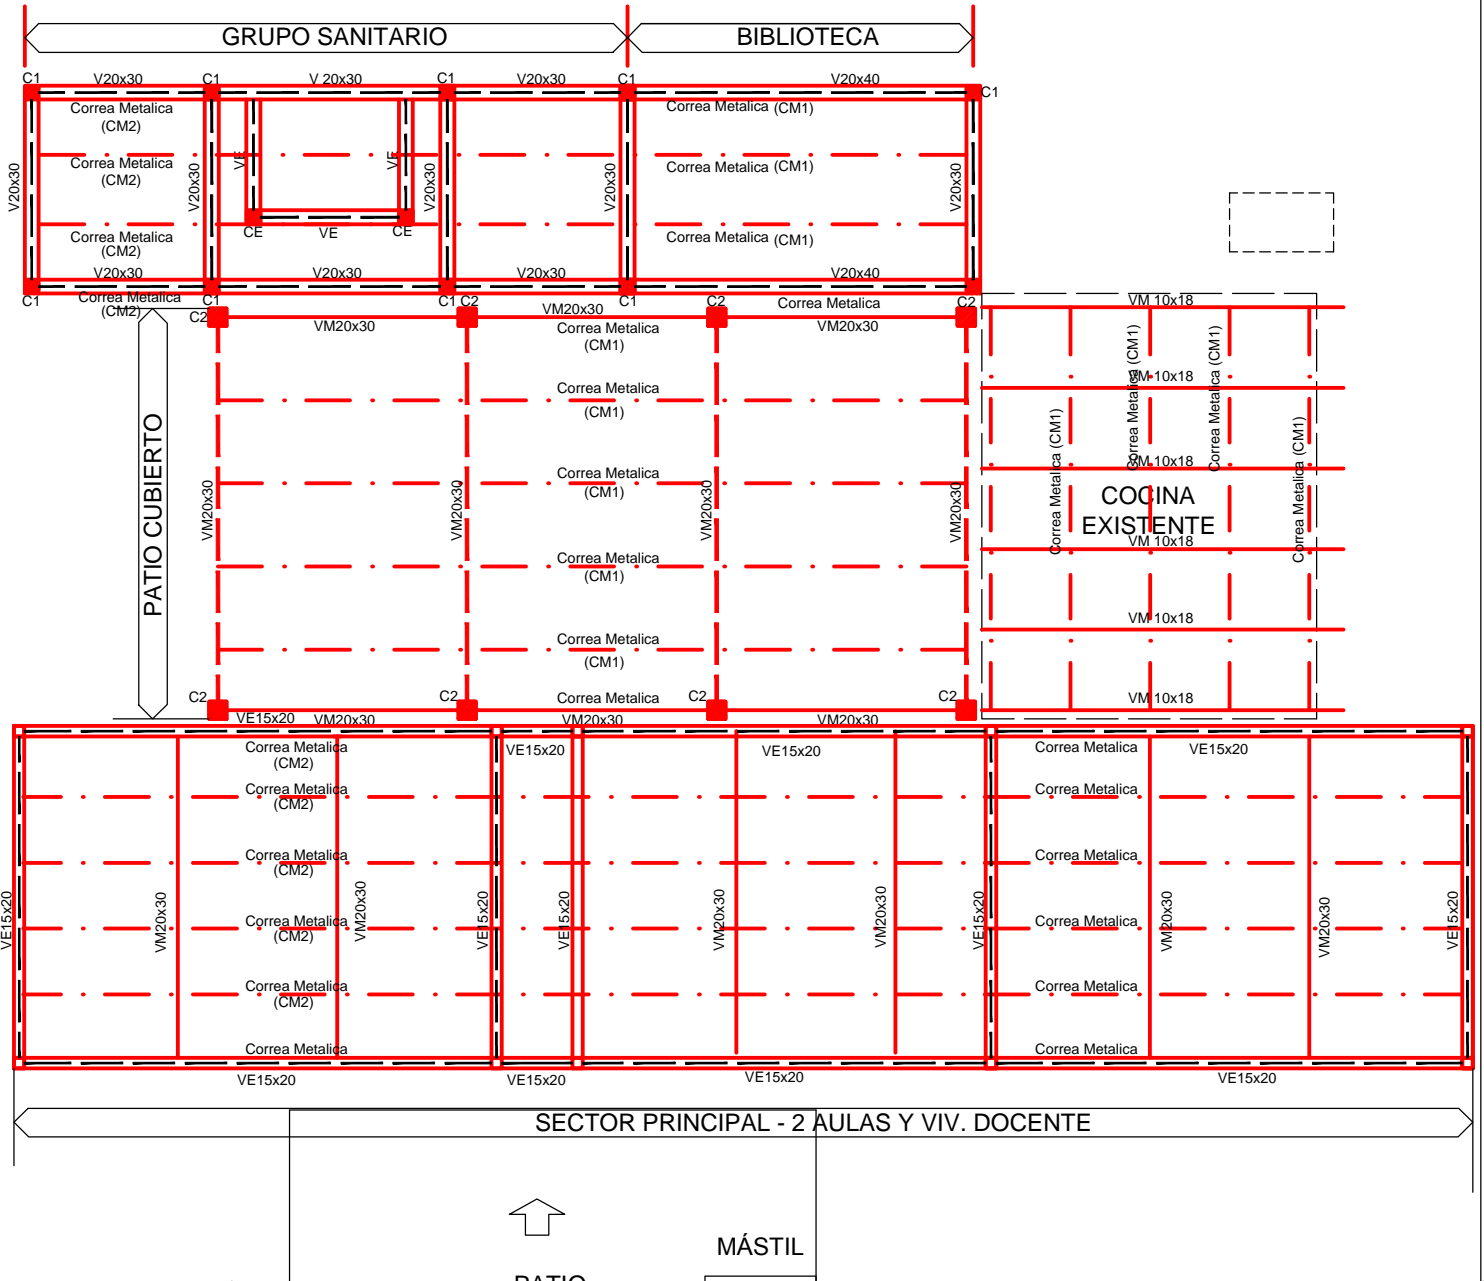 GRUPO SANITARIO
BIBLIOTECA
C1
V20x30
C1
V 20x30
C1
V20x30
C1
V20x40
C1
Correa Metalica
(CM2)
Correa Metalica (CM1)
V20x30
Correa Metalica
(CM2)
V20x30
VE
VE
V20x30
V20x30
Correa Metalica (CM1)
V20x30
Correa Metalica
(CM2)
CE
VE
CE
Correa Metalica (CM1)
V20x30
V20x30
V20x30
V20x40
C1
Correa Metalica
(CM2)
C1
C1
C2
C1
C2
Correa Metalica
C2
VM 10x18
C2
VM20x30
VM20x30
VM20x30
Correa Metalica
(CM1)
Correa Metalica
(CM1)
Correa Metalica
(CM1)
Correa Metalica
(CM1)
Correa Metalica
(CM1)
Correa Metalica
PATIO CUBIERTO
VM20x30
VM20x30
VM20x30
VM20x30
VM 10x18
VM 10x18
VM 10x18
VM 10x18
VM 10x18
Correa Metalica (CM1)
Correa Metalica (CM1)
Correa Metalica (CM1)
Correa Metalica (CM1)
COCINA
EXISTENTE
C2
C2
C2
C2
VE15x20
VM20x30
VM20x30
VM20x30
VE15x20
VE15x20
VE15x20
Correa Metalica
(CM2)
Correa Metalica
(CM2)
Correa Metalica
(CM2)
Correa Metalica
(CM2)
Correa Metalica
(CM2)
Correa Metalica
Correa Metalica
Correa Metalica
Correa Metalica
Correa Metalica
Correa Metalica
Correa Metalica
VE15x20
VM20x30
VM20x30
VE15x20
VE15x20
VM20x30
VM20x30
VE15x20
VM20x30
VM20x30
VE15x20
VE15x20
VE15x20
VE15x20
VE15x20
SECTOR PRINCIPAL - 2 AULAS Y VIV. DOCENTE
MÁSTIL
PATIO